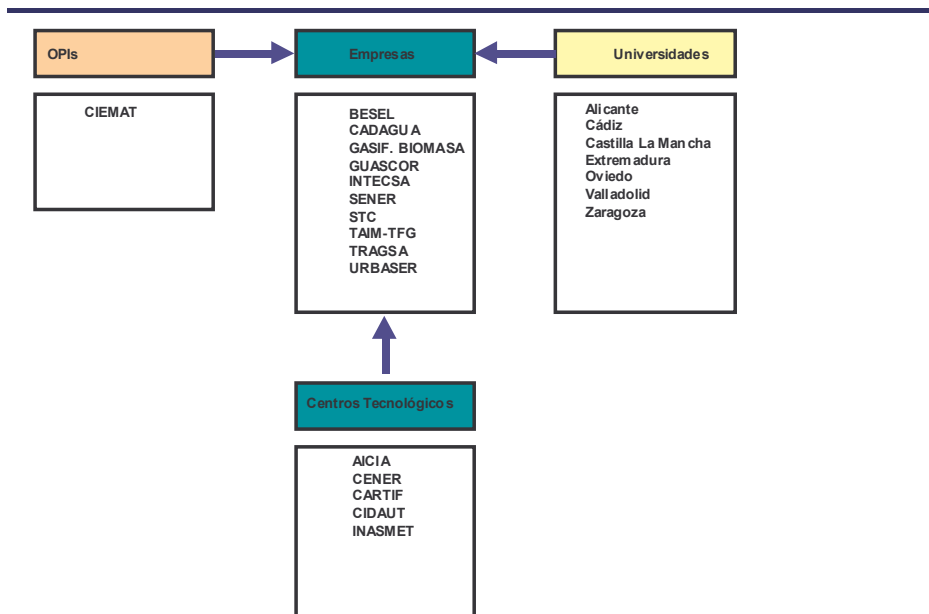 OPIs
Empresas
Universidades
CIEMAT
BESEL
CADAGUA
GASIF. BIOMASA
GUASCOR
INTECSA
SENER
STC
TAIM-TFG
TRAGSA
URBASER
Alicante
Cádiz
Castilla La Mancha
Extremadura
Oviedo
Valladolid
Zaragoza
Centros Tecnológicos
AICIA
CENER
CARTIF
CIDAUT
INASMET